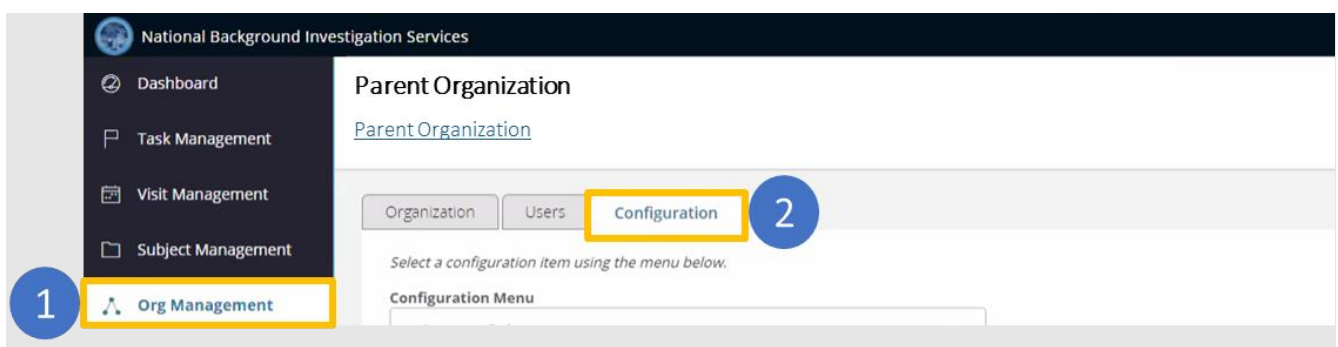 National Background Investigation Services
Dashboard
Task Management
Visit Management
Subject Management
1
Org Management
Parent Organization
Parent Organization
Organization Users Configuration 2
Select a configuration item using the menu below.
Configuration Menu